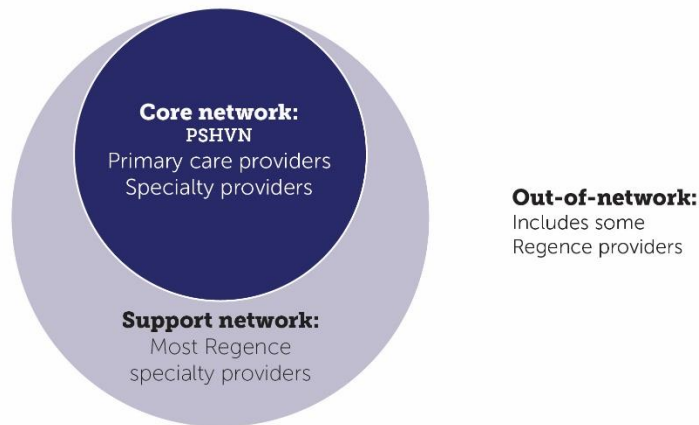 Core network:
PSHVN
Primary care providers
Specialty providers
Support network:
Most Regence
specialty providers
Out-of-network:
Includes some
Regence providers